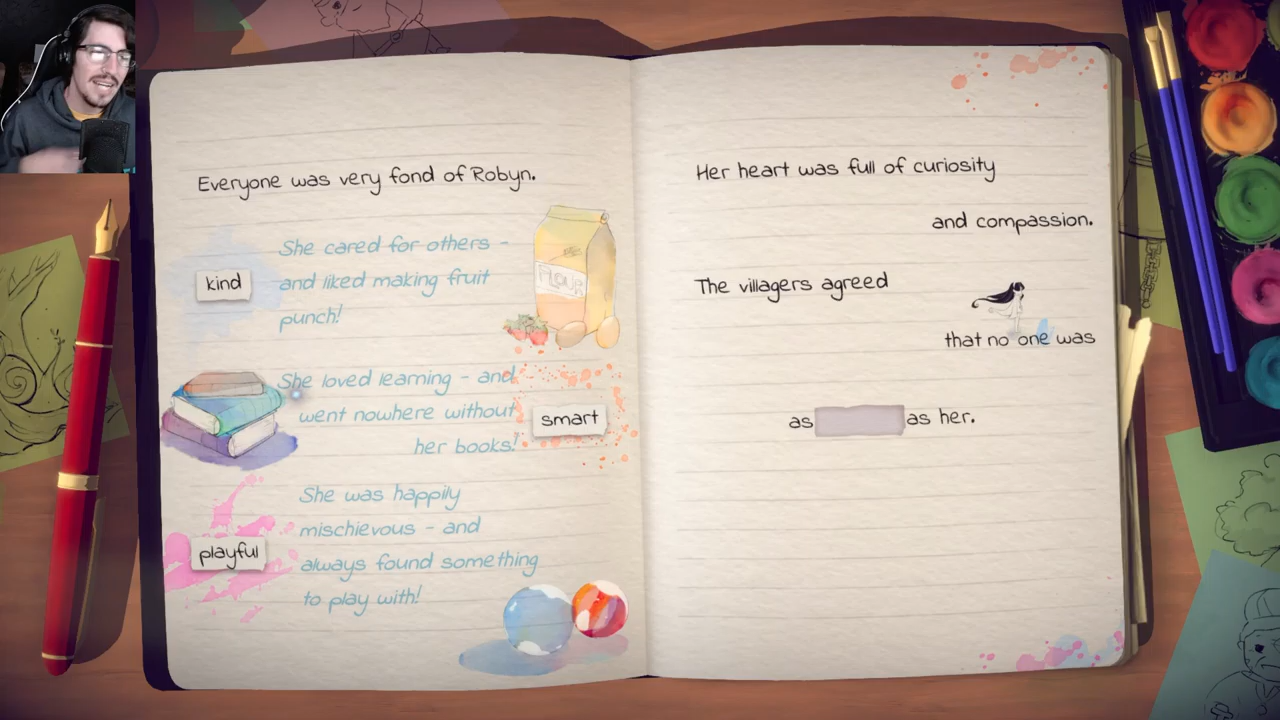 Everyone was very fond of Robyn.
kind
She cared for others -
and liked making fruit
punch!
FLOUR
She loved learning - and
went nowhere without
her books!
smart
She was happily
mischievous - and
always found something
to play with!
playful
Her heart was full of curiosity
and compassion.
The villagers agreed
that no one was
as as her.